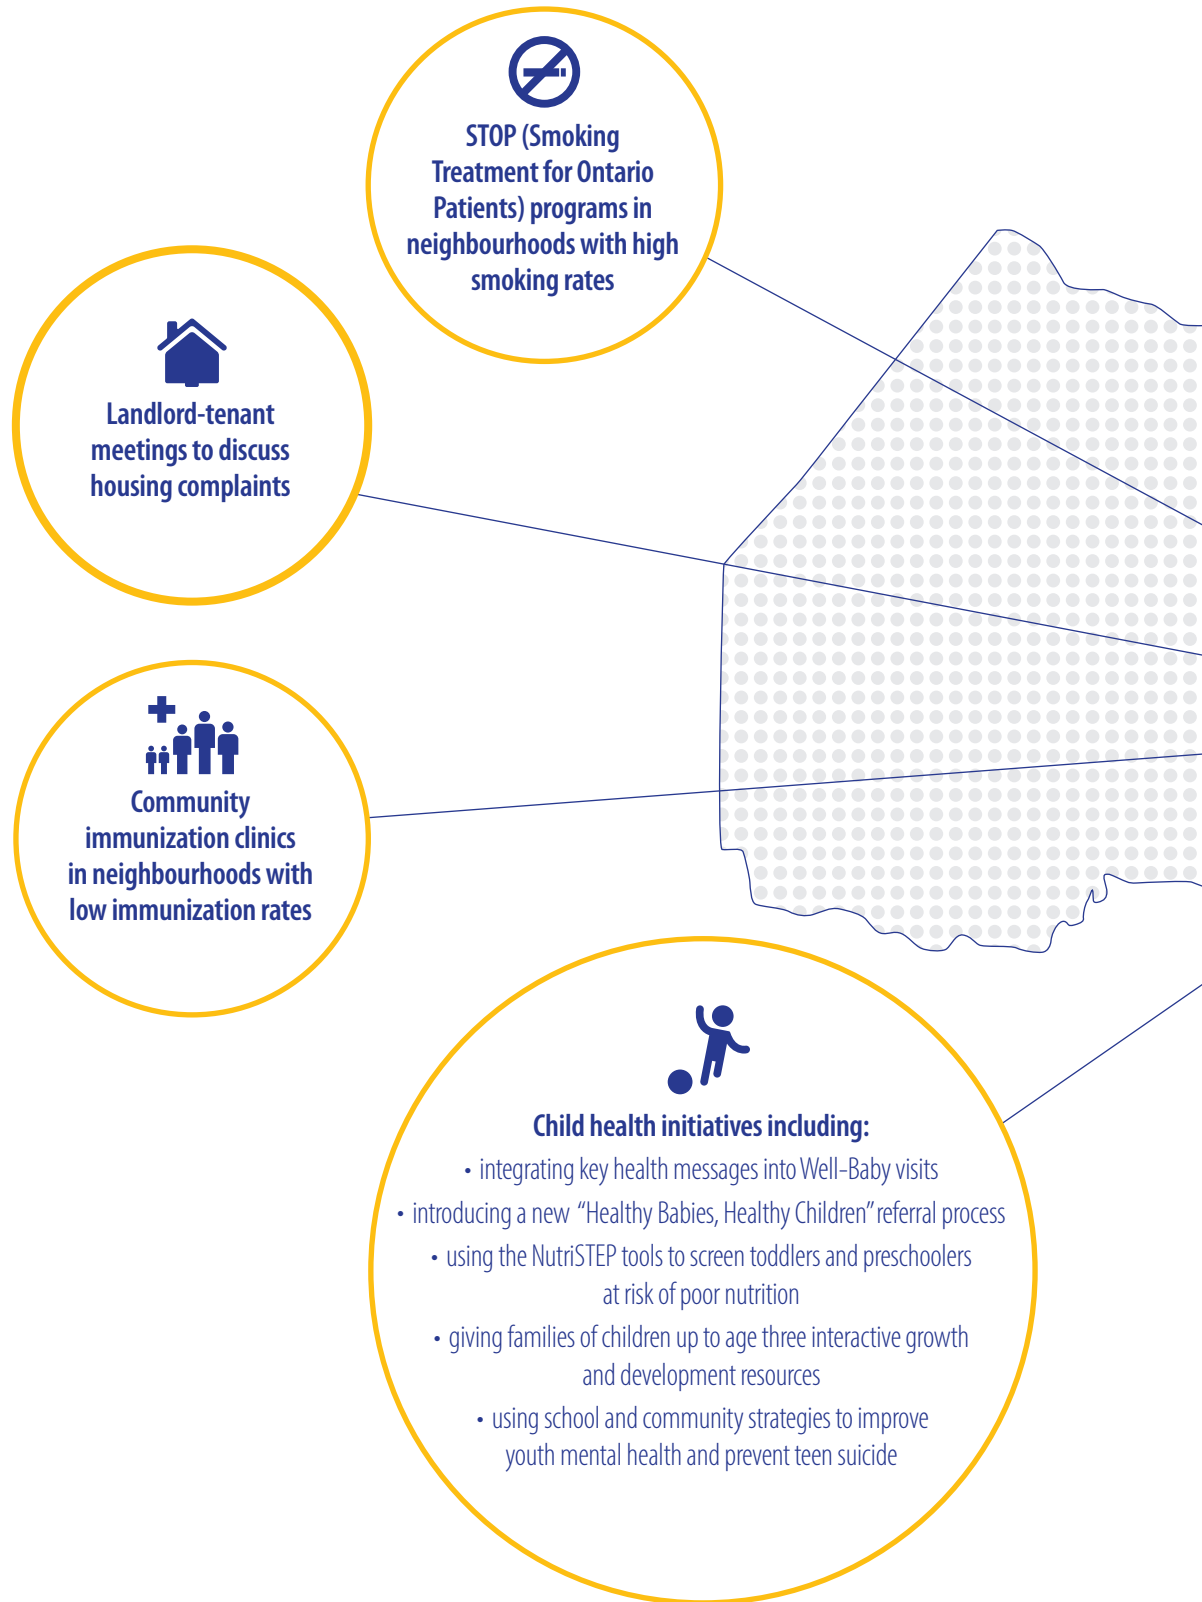 STOP (Smoking
Treatment for Ontario
Patients) programs in
neighbourhoods with high
smoking rates
Landlord-tenant
meetings to discuss
housing complaints
Community
immunization clinics
in neighbourhoods with
low immunization rates
Child health initiatives including:
• integrating key health messages into Well-Baby visits
• introducing a new “Healthy Babies, Healthy Children” referral process
• using the NutriSTEP tools to screen toddlers and preschoolers
at risk of poor nutrition
• giving families of children up to age three interactive growth
and development resources
• using school and community strategies to improve
youth mental health and prevent teen suicide